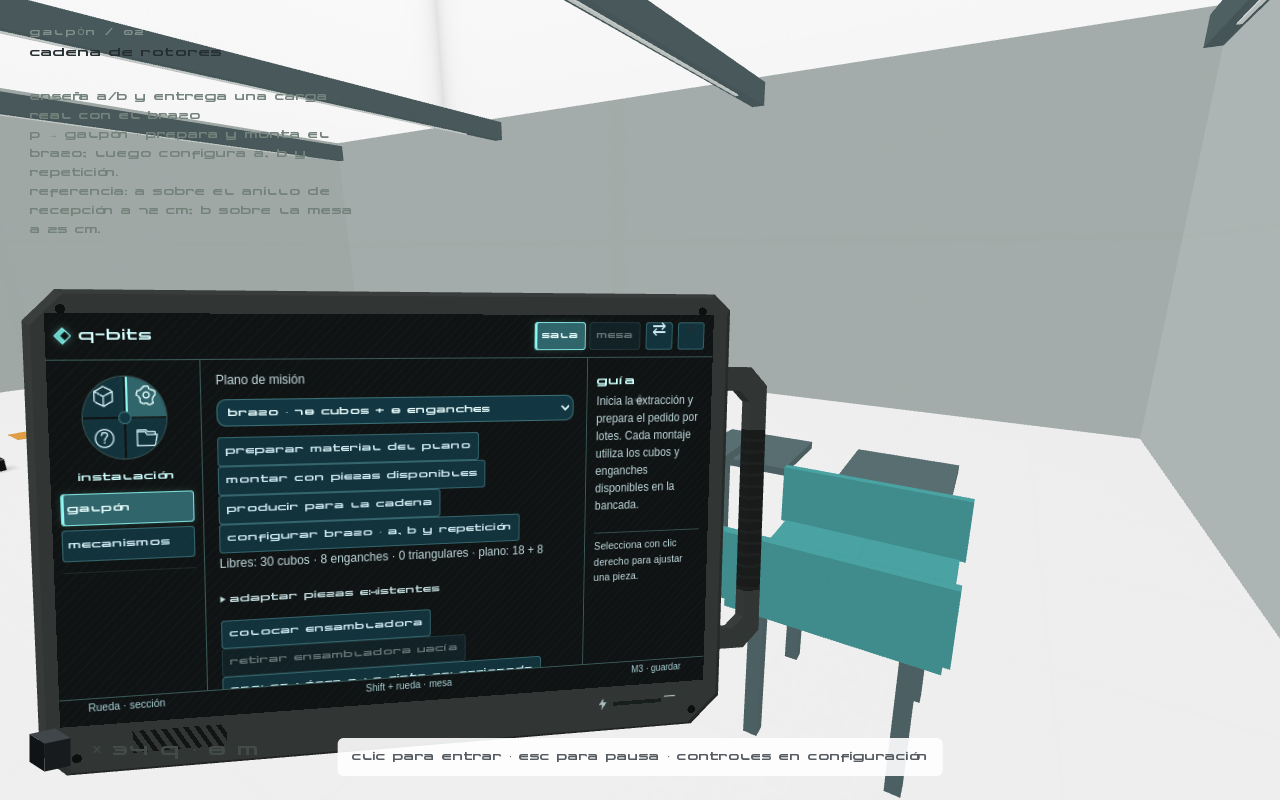 galpón / 02
cadena de rotores
enseña a/b y entrega una carga
real con el brazo
p → galpón · prepara y monta el
brazo; luego configura a, b y
repetición.
referencia: a sobre el anillo de
recepción a 72 cm; b sobre la mesa
a 25 cm.
q-bits
sala
mesa
instalación
galpón
mecanismos
Plano de misión
brazo · 18 cubos + 8 enganches
preparar material del plano
montar con piezas disponibles
producir para la cadena
configurar brazo · a, b y repetición
Libres: 30 cubos · 8 enganches · 0 triangulares · plano: 18 + 8
▸ adaptar piezas existentes
colocar ensambladora
retirar ensambladora vacía
guía
Inicia la extracción y
prepara el pedido por
lotes. Cada montaje
utiliza los cubos y
enganches
disponibles en la
bancada.
Selecciona con clic
derecho para ajustar
una pieza.
Rueda · sección
Shift + rueda · mesa
M3 · guardar
× 34 q · 8 m
clic para entrar · esc para pausa · controles en configuración